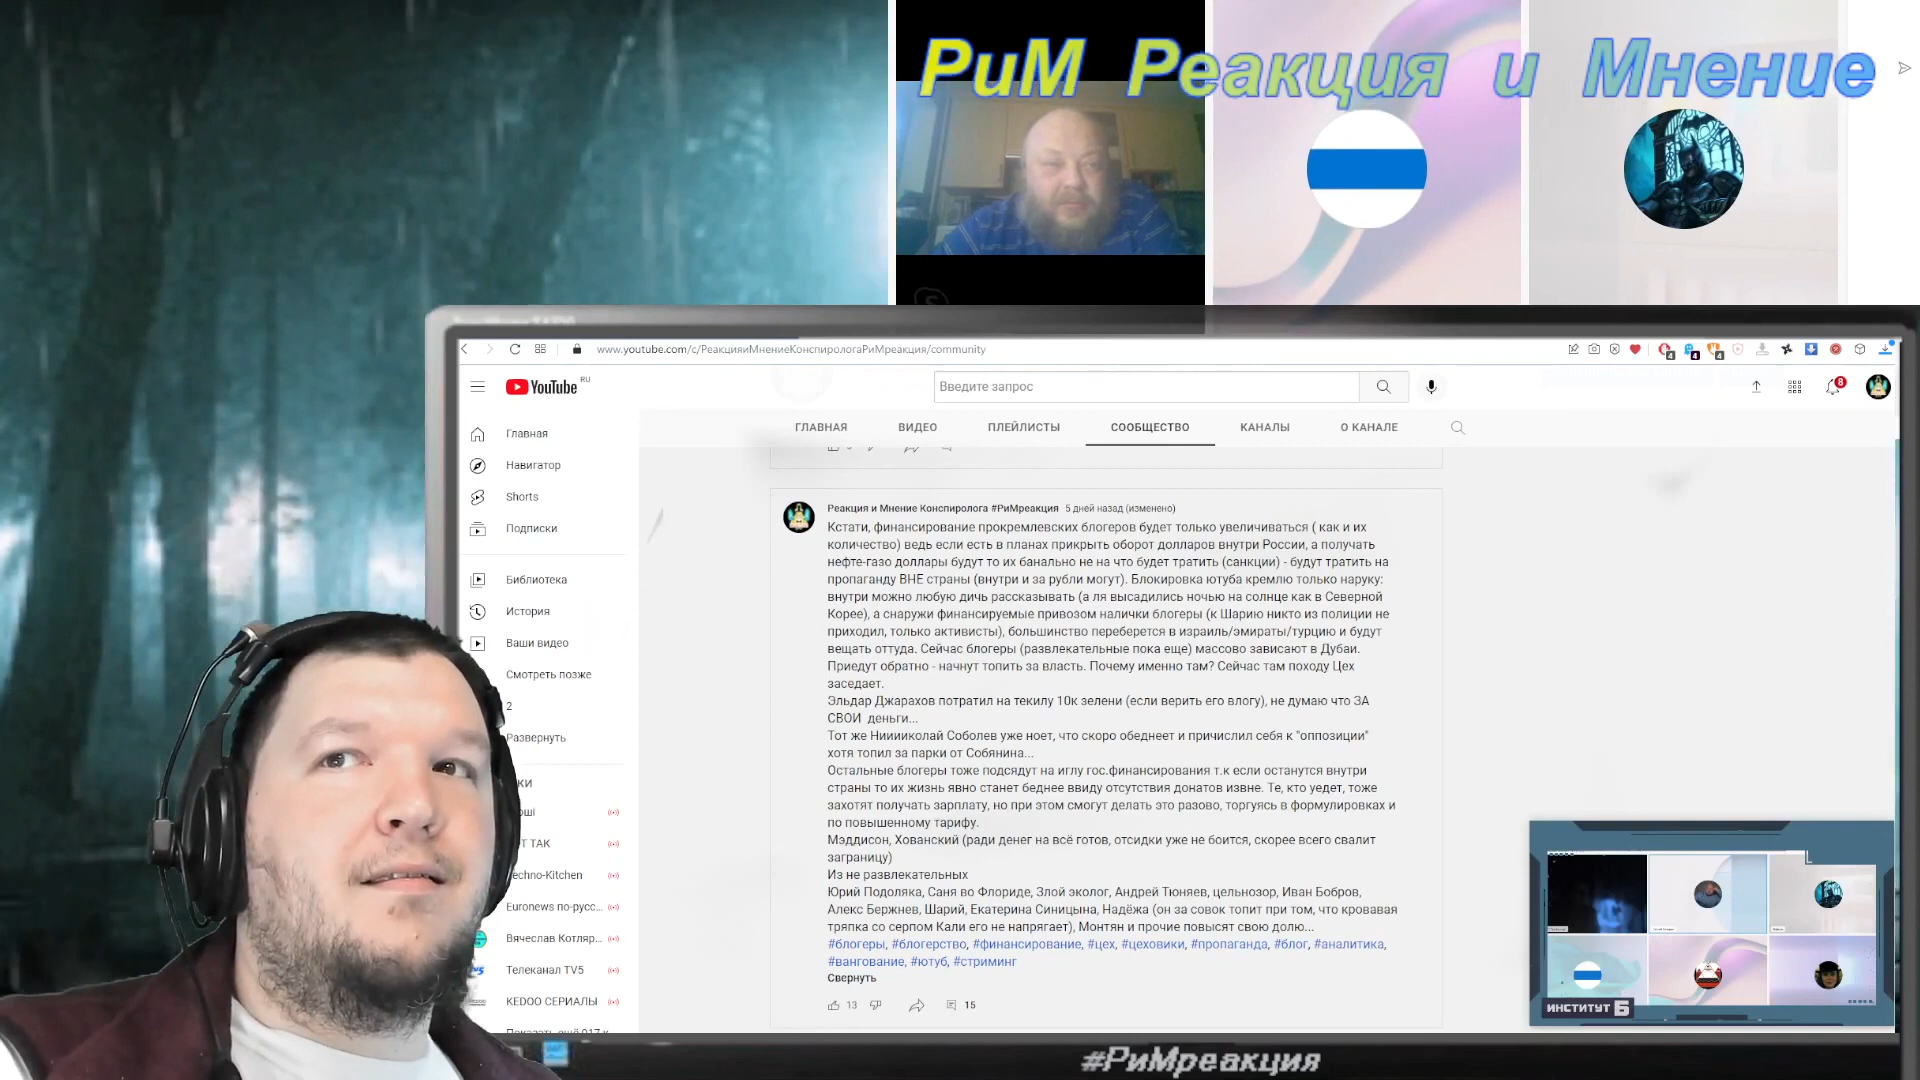 РиМ Реакция и Мнение
www.youtube.com/c/РеакцияиМнениеКонспирологаРиМреакция/community
YouTube RU
Введите запрос
8
ГЛАВНАЯ ВИДЕО ПЛЕЙЛИСТЫ СООБЩЕСТВО КАНАЛЫ О КАНАЛЕ
Главная
Навигатор
Shorts
Подписки
Библиотека
История
Ваши видео
Смотреть позже
2
Развернуть
Techno-Kitchen
Euronews по-русс...
Вячеслав Котляр...
Телеканал TV5
KEDOO СЕРИАЛЫ
Реакция и Мнение Конспиролога #РиМреакция 5 дней назад (изменено)
Кстати, финансирование прокремлевских блогеров будет только увеличиваться ( как и их
количество) ведь если есть в планах прикрыть оборот долларов внутри России, а получать
нефте-газо доллары будут то их банально не на что будет тратить (санкции) - будут тратить на
пропаганду ВНЕ страны (внутри и за рубли могут). Блокировка ютуба кремлю только наруку:
внутри можно любую дичь рассказывать (а ля высадились ночью на солнце как в Северной
Корее), а снаружи финансируемые привозом налички блогеры (к Шарию никто из полиции не
приходил, только активисты), большинство переберется в израиль/эмираты/турцию и будут
вещать оттуда. Сейчас блогеры (развлекательные пока еще) массово зависают в Дубаи.
Приедут обратно - начнут топить за власть. Почему именно там? Сейчас там походу Цех
заседает.
Эльдар Джарахов потратил на текилу 10к зелени (если верить его влогу), не думаю что ЗА
СВОИ деньги...
Тот же Нииииколай Соболев уже ноет, что скоро обеднеет и причислил себя к "оппозиции"
хотя топил за парки от Собянина...
Остальные блогеры тоже подсядут на иглу гос.финансирования т.к если останутся внутри
страны то их жизнь явно станет беднее ввиду отсутствия донатов извне. Те, кто уедет, тоже
захотят получать зарплату, но при этом смогут делать это разово, торгуясь в формулировках и
по повышенному тарифу.
Мэддисон, Хованский (ради денег на всё готов, отсидки уже не боится, скорее всего свалит
заграницу)
Из не развлекательных
Юрий Подоляка, Саня во Флориде, Злой эколог, Андрей Тюняев, цельнозор, Иван Бобров,
Алекс Бержнев, Шарий, Екатерина Синицына, Надёжа (он за совок топит при том, что кровавая
тряпка со серпом Кали его не напрягает), Монтян и прочие повысят свою долю...
#блогеры, #блогерство, #финансирование, #цех, #цеховики, #пропаганда, #блог, #аналитика,
#вангование, #ютуб, #стриминг
Свернуть
13 15
ИНСТИТУТ Б
#РиМреакция